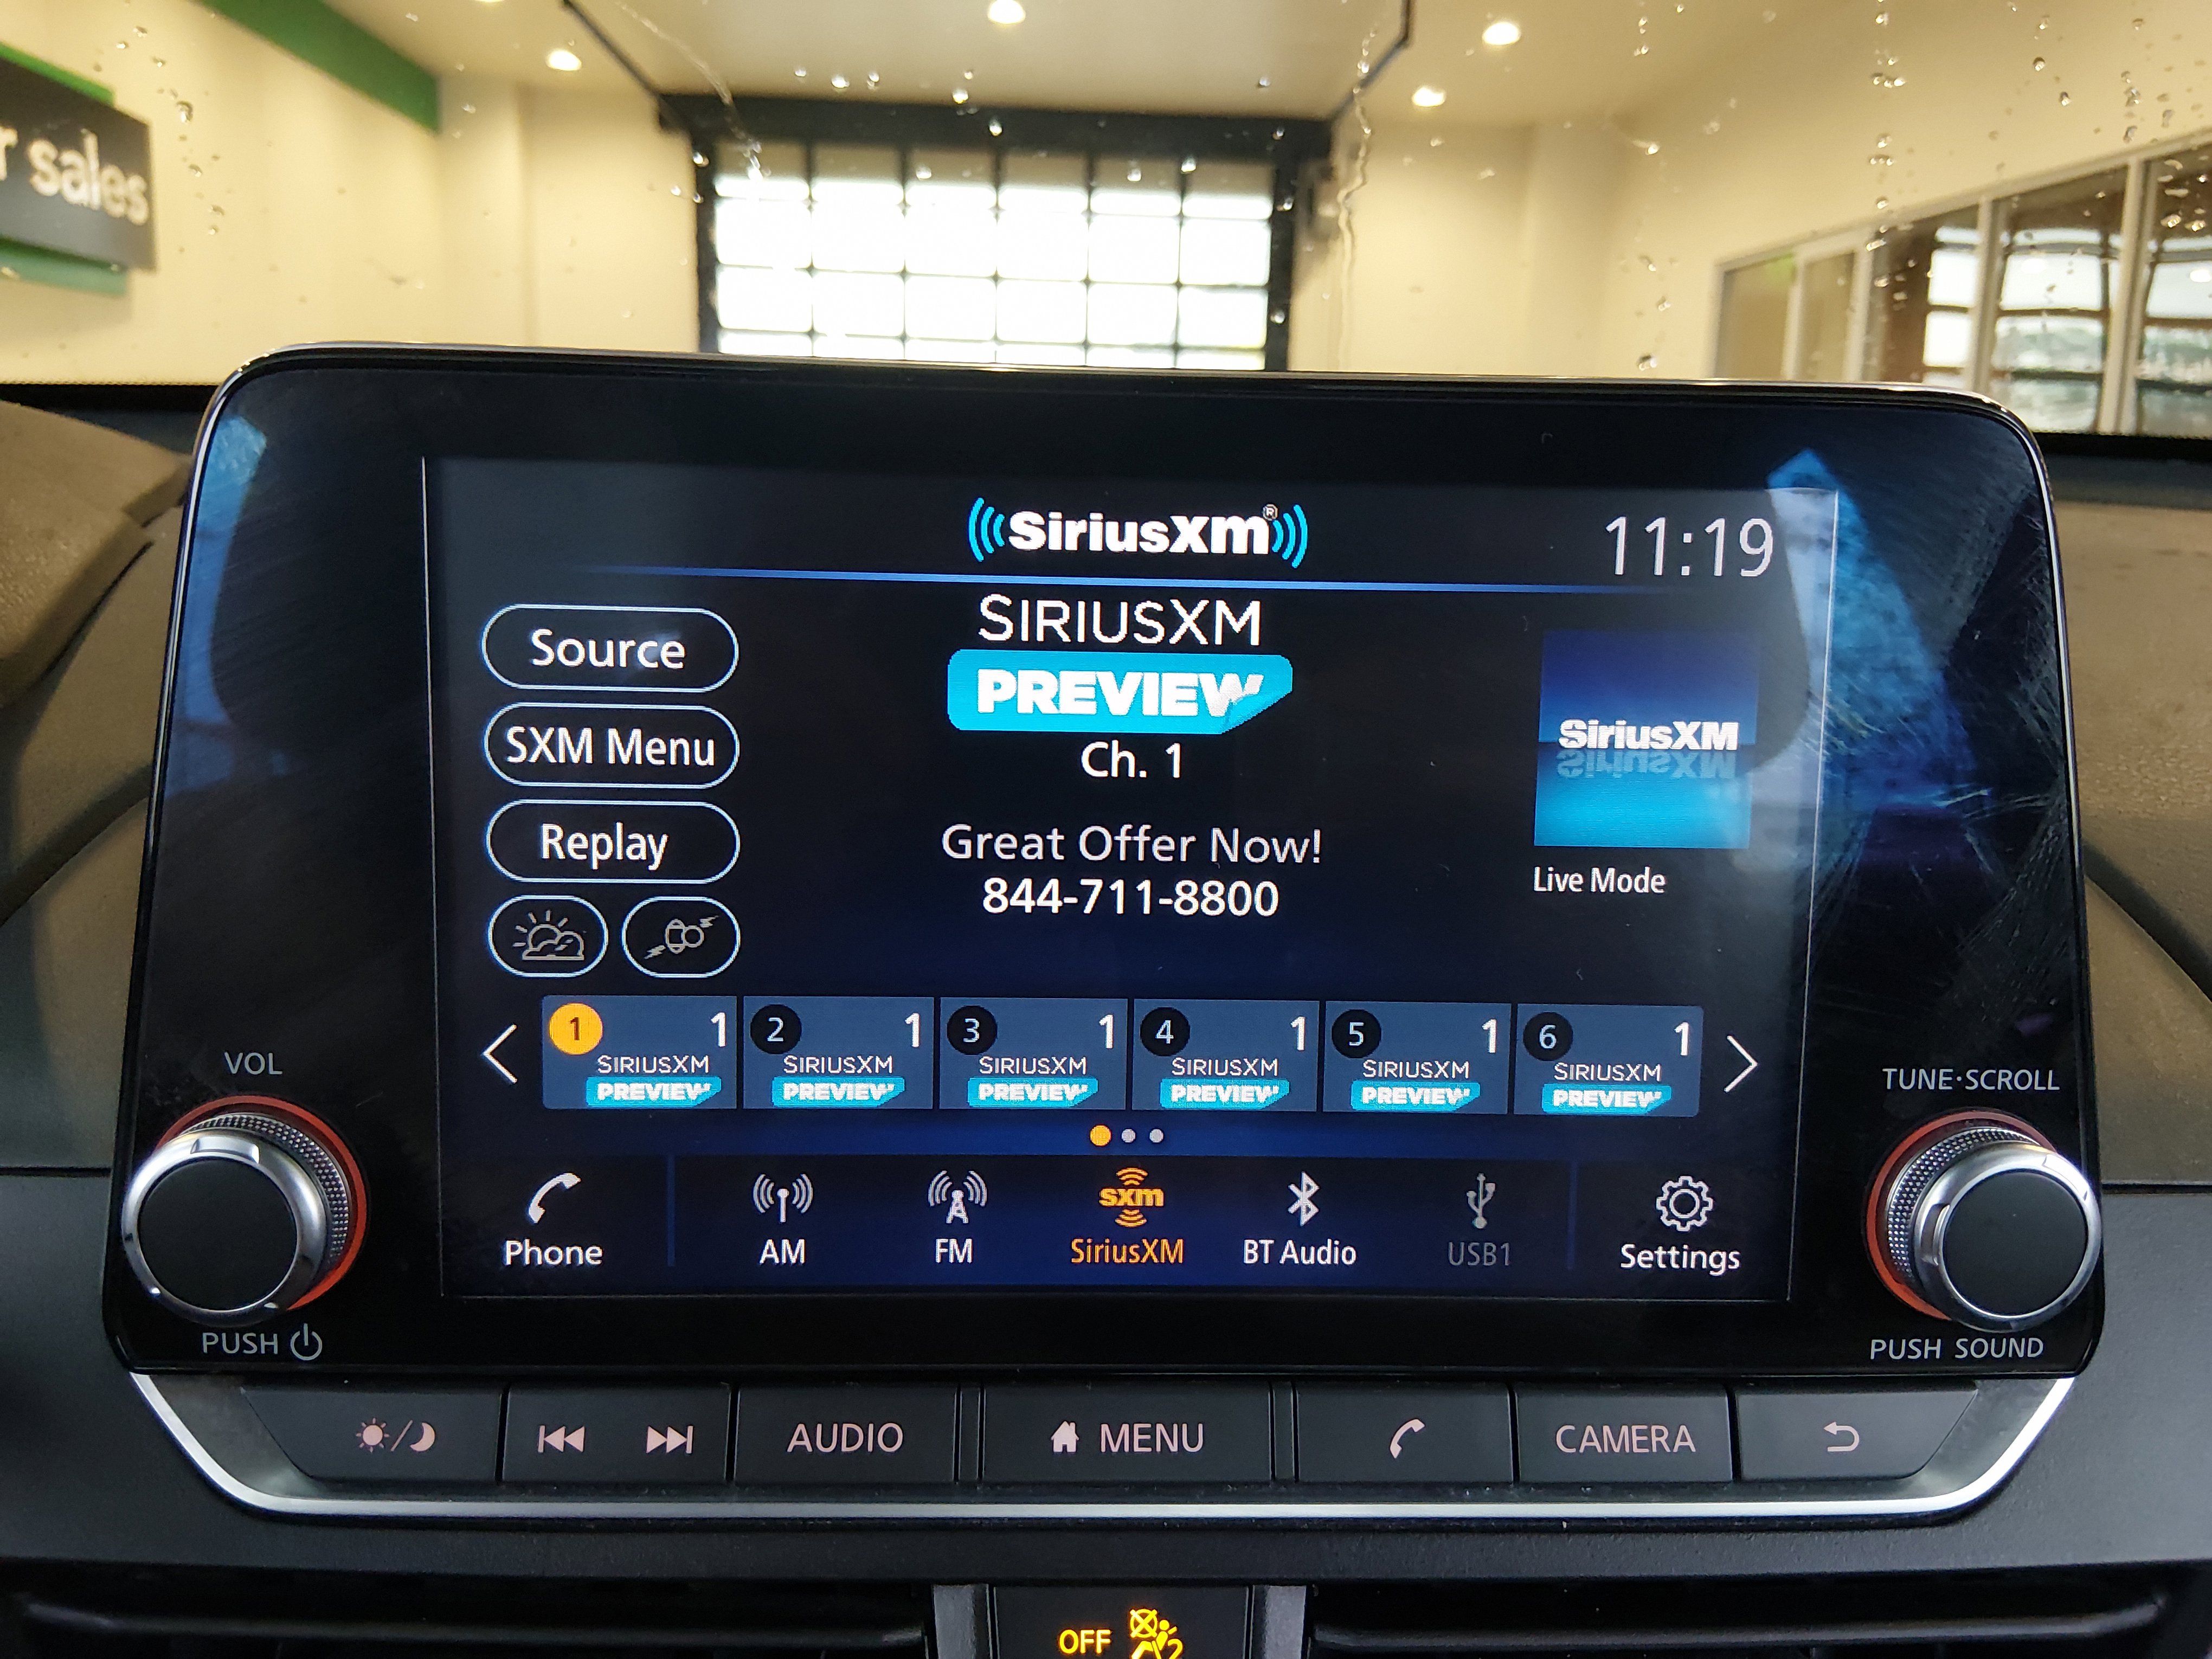 r sales
SiriusXM®
11:19
Source
SXM Menu
Replay
SIRIUSXM
PREVIEW
Ch. 1
Great Offer Now!
844-711-8800
SiriusXM
Live Mode
1 1 SIRIUSXM PREVIEW
2 1 SIRIUSXM PREVIEW
3 1 SIRIUSXM PREVIEW
4 1 SIRIUSXM PREVIEW
5 1 SIRIUSXM PREVIEW
6 1 SIRIUSXM PREVIEW
Phone
AM
FM
sxm
SiriusXM
BT Audio
USB1
Settings
VOL
PUSH
TUNE·SCROLL
PUSH SOUND
AUDIO
MENU
CAMERA
OFF